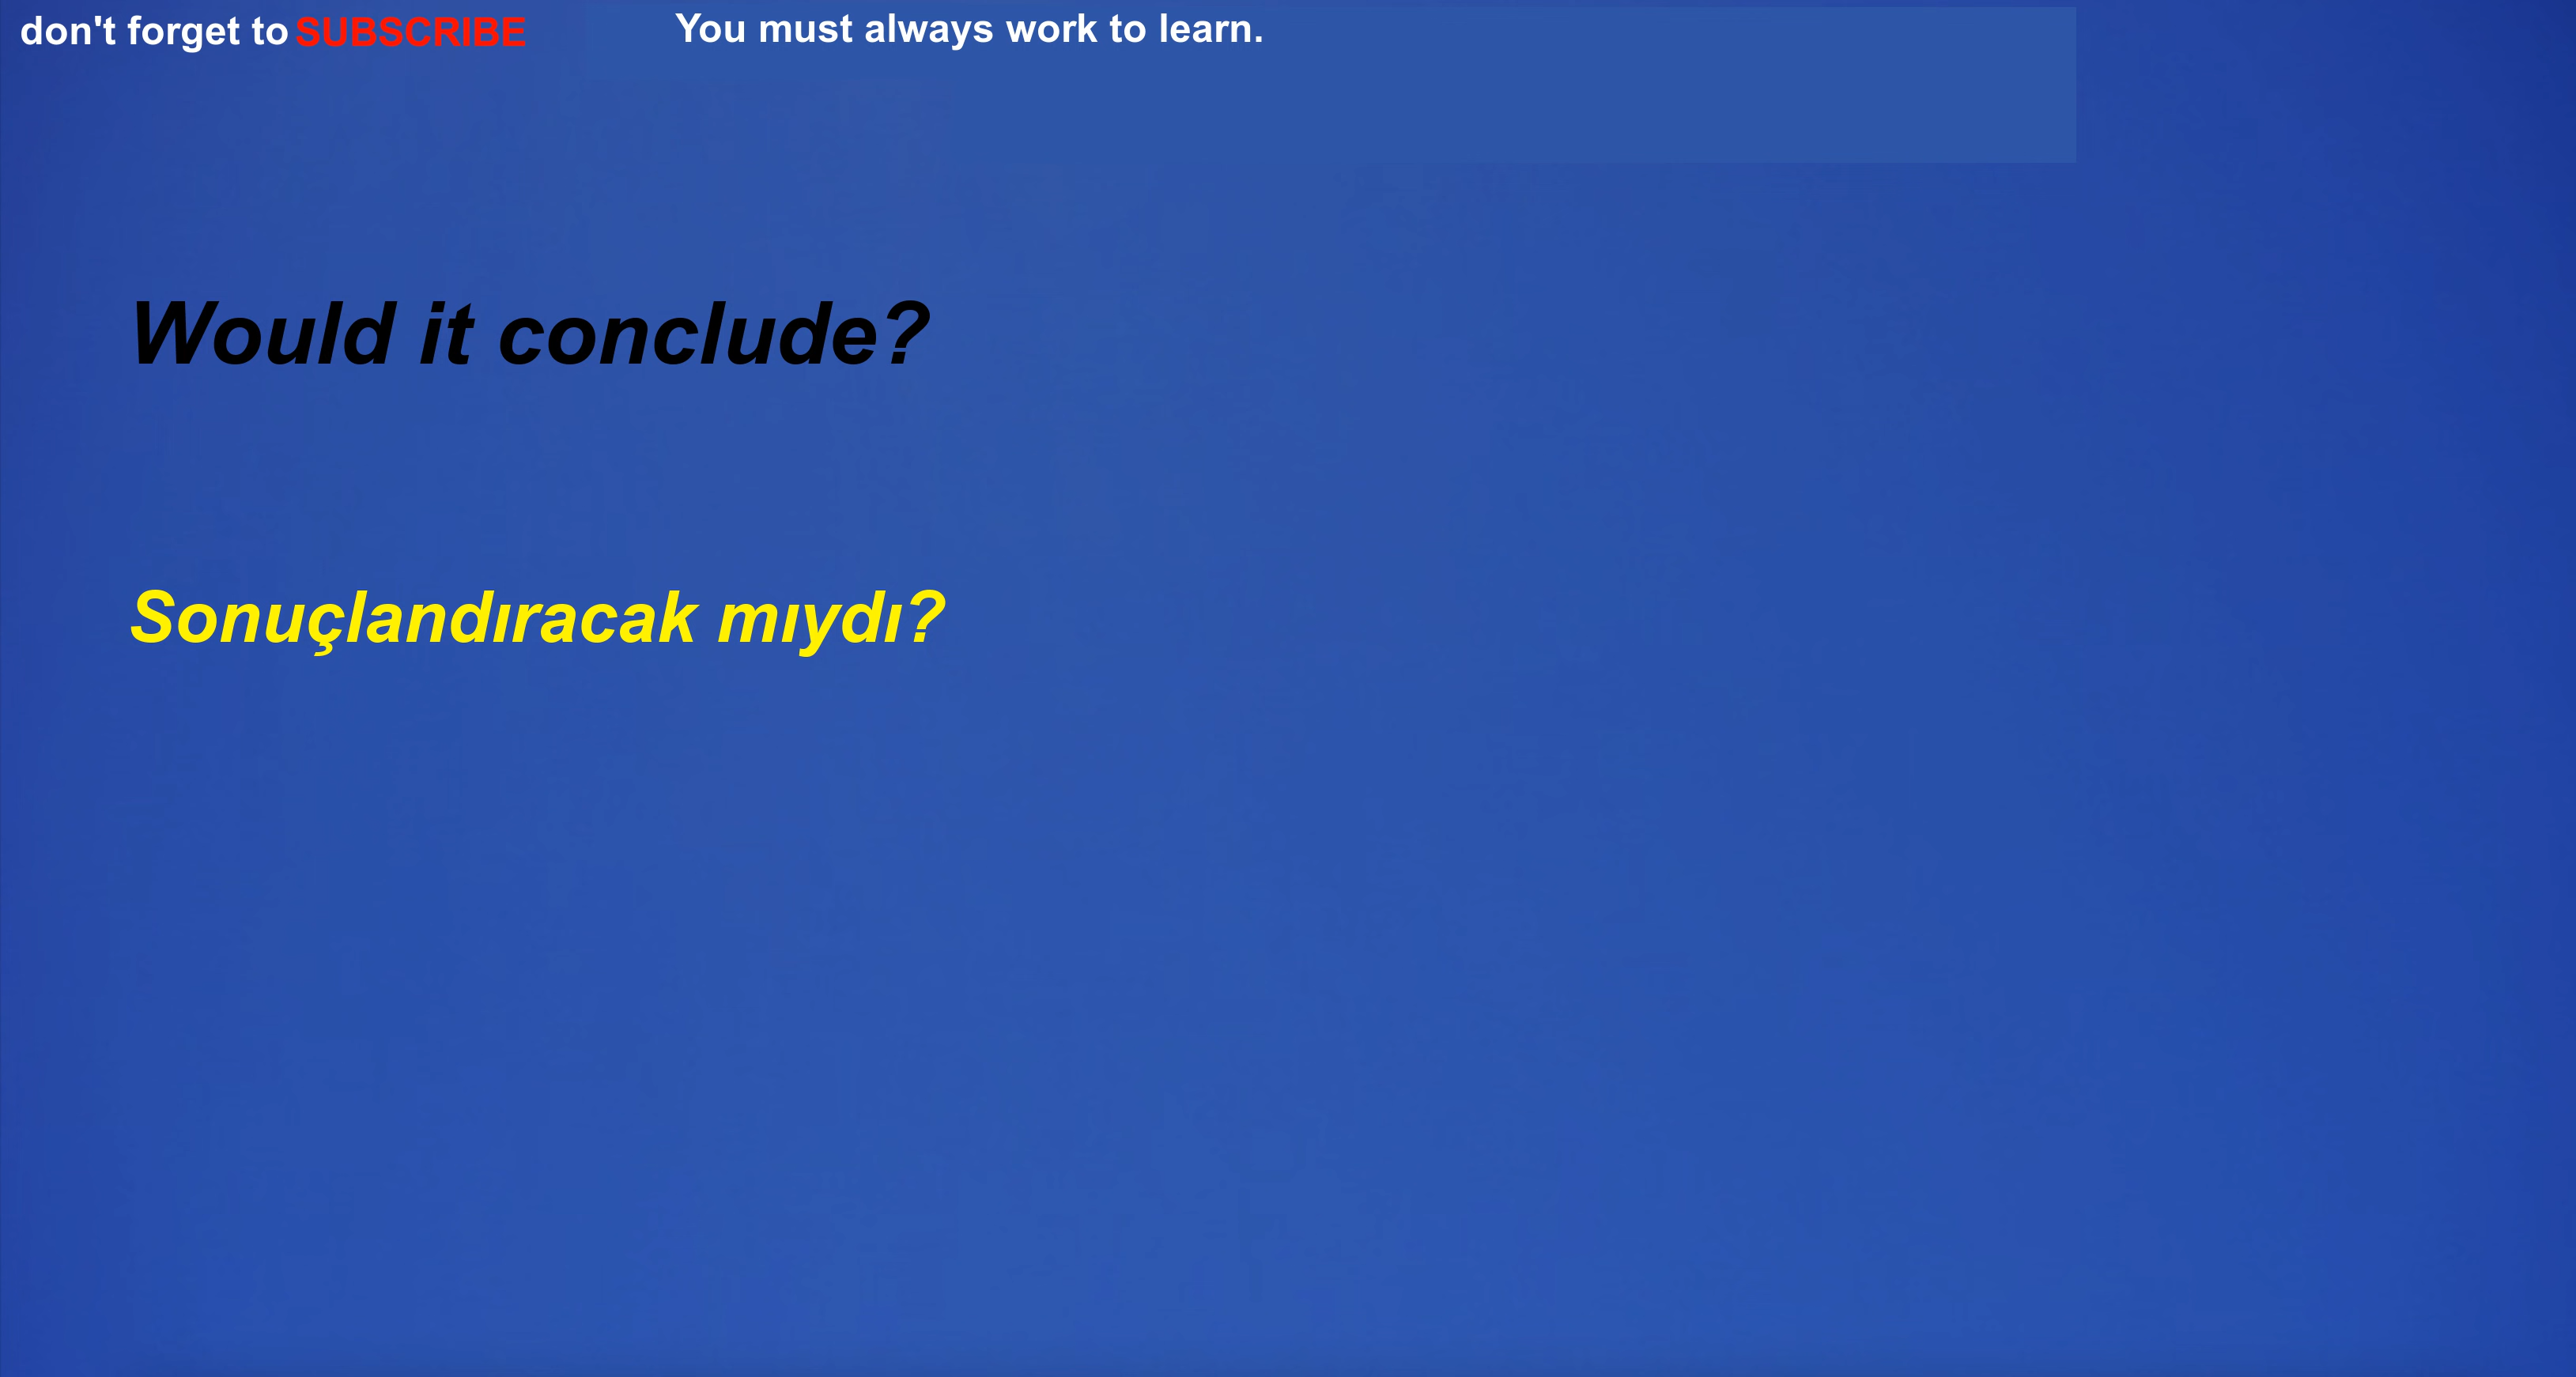 don't forget to SUBSCRIBE
You must always work to learn.
Would it conclude?
Sonuçlandıracak mıydı?